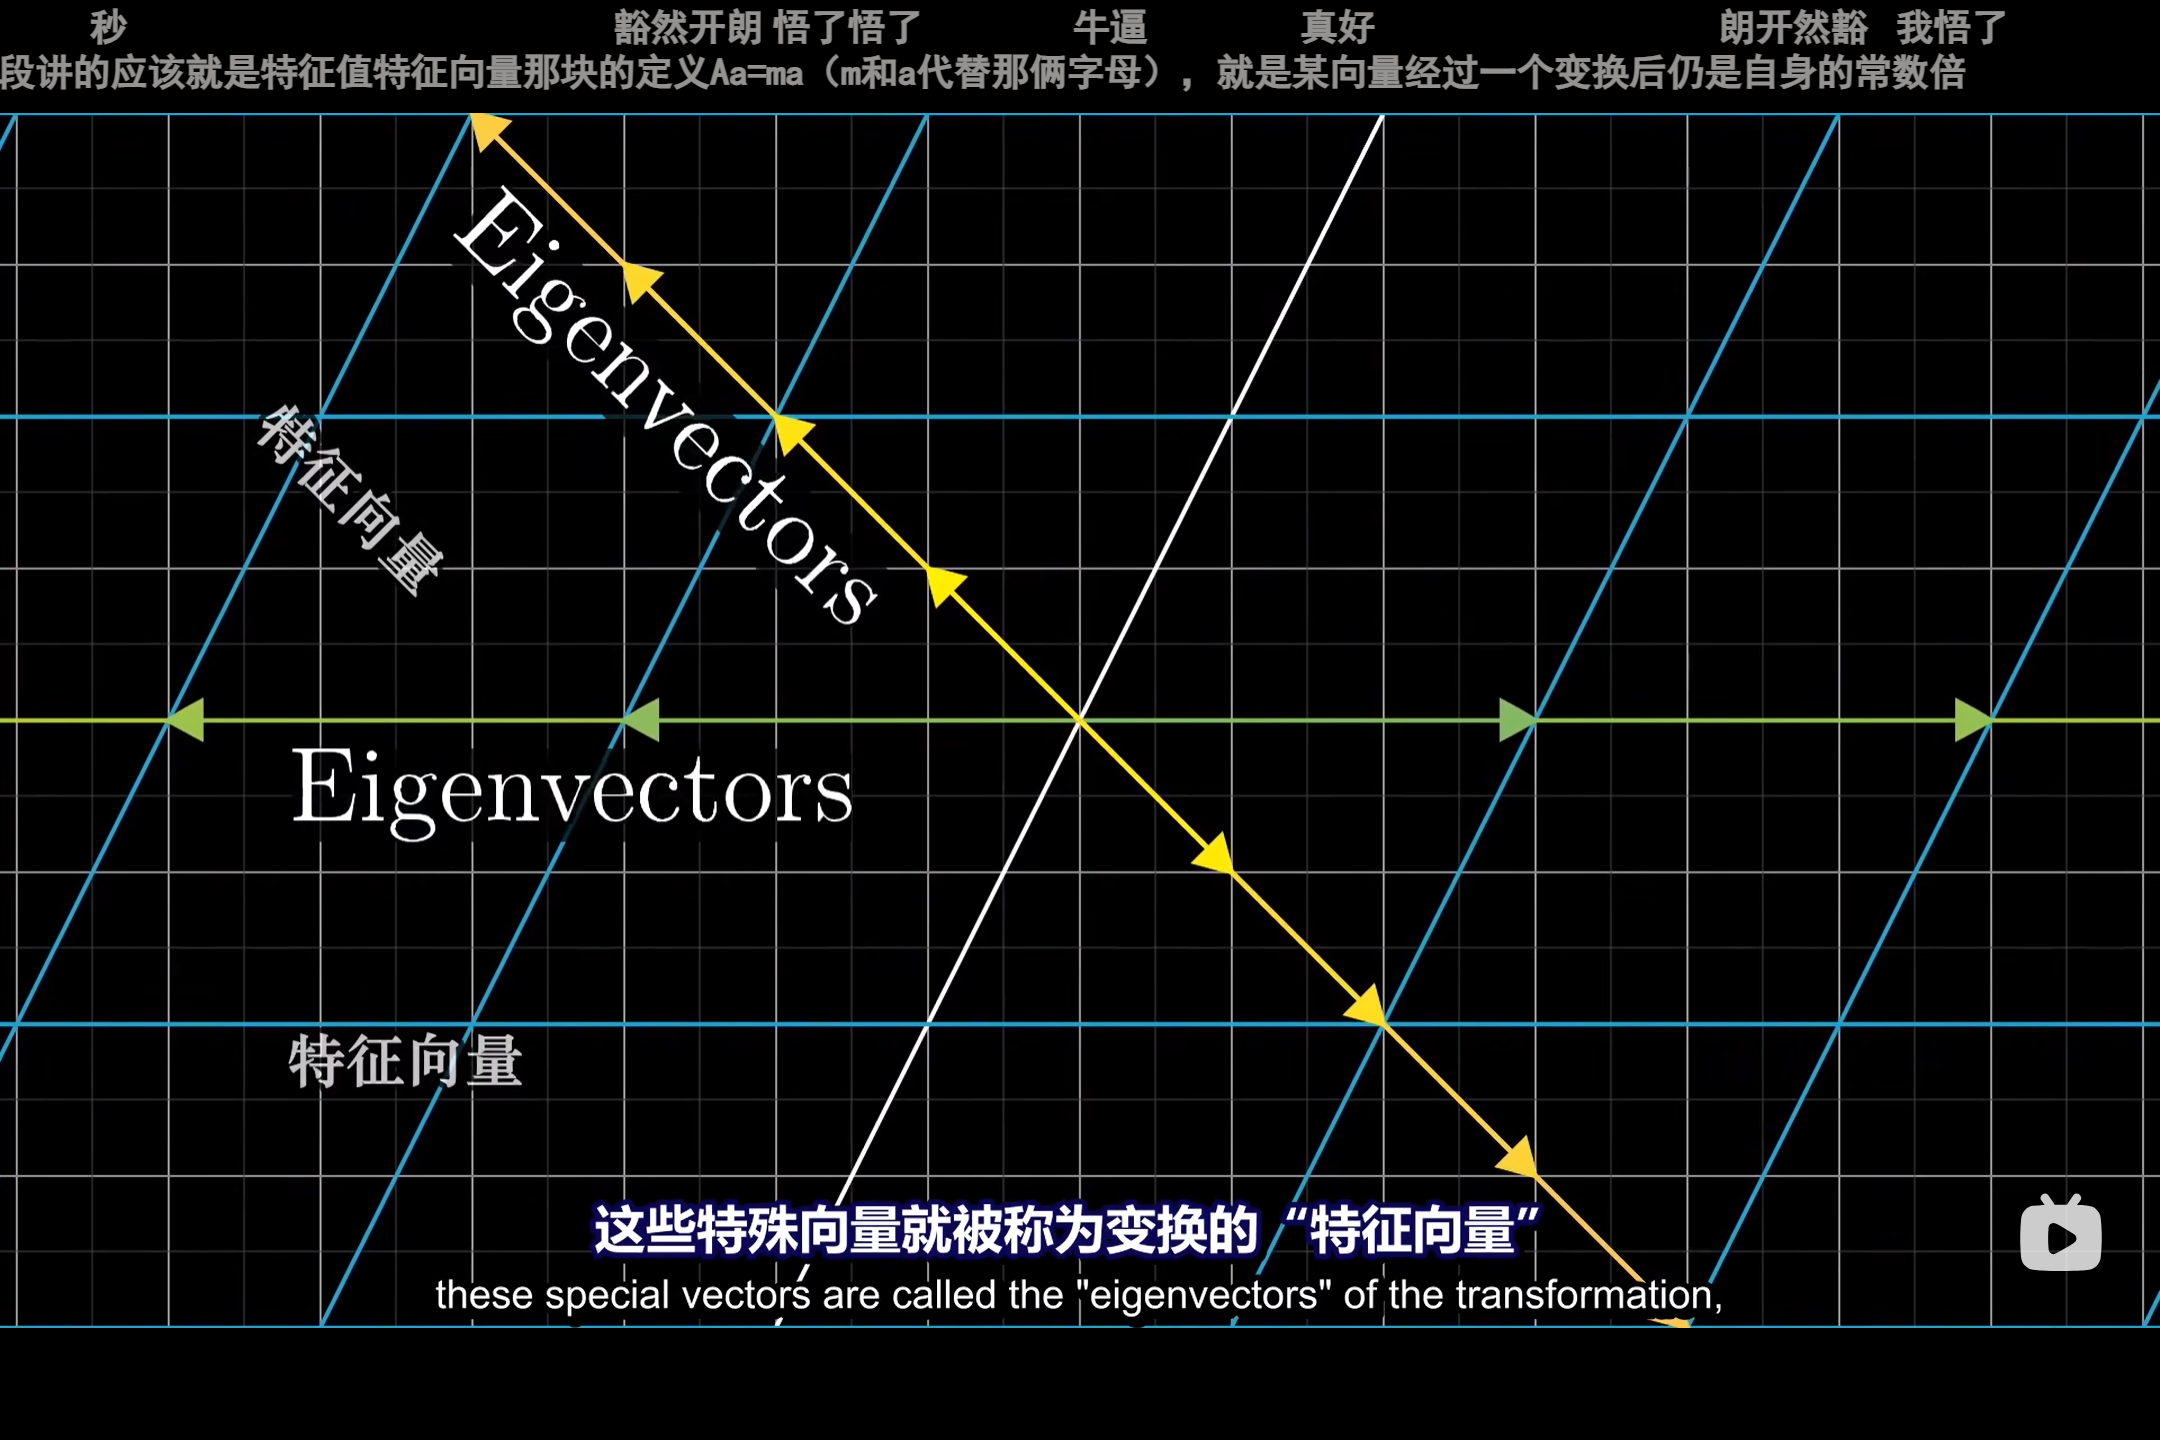 秒 豁然开朗 悟了悟了 牛逼 真好 朗开然豁 我悟了
段讲的应该就是特征值特征向量那块的定义Aa=ma（m和a代替那俩字母），就是某向量经过一个变换后仍是自身的常数倍
Eigenvectors
特征向量
Eigenvectors
特征向量
这些特殊向量就被称为变换的“特征向量”
these special vectors are called the "eigenvectors" of the transformation,